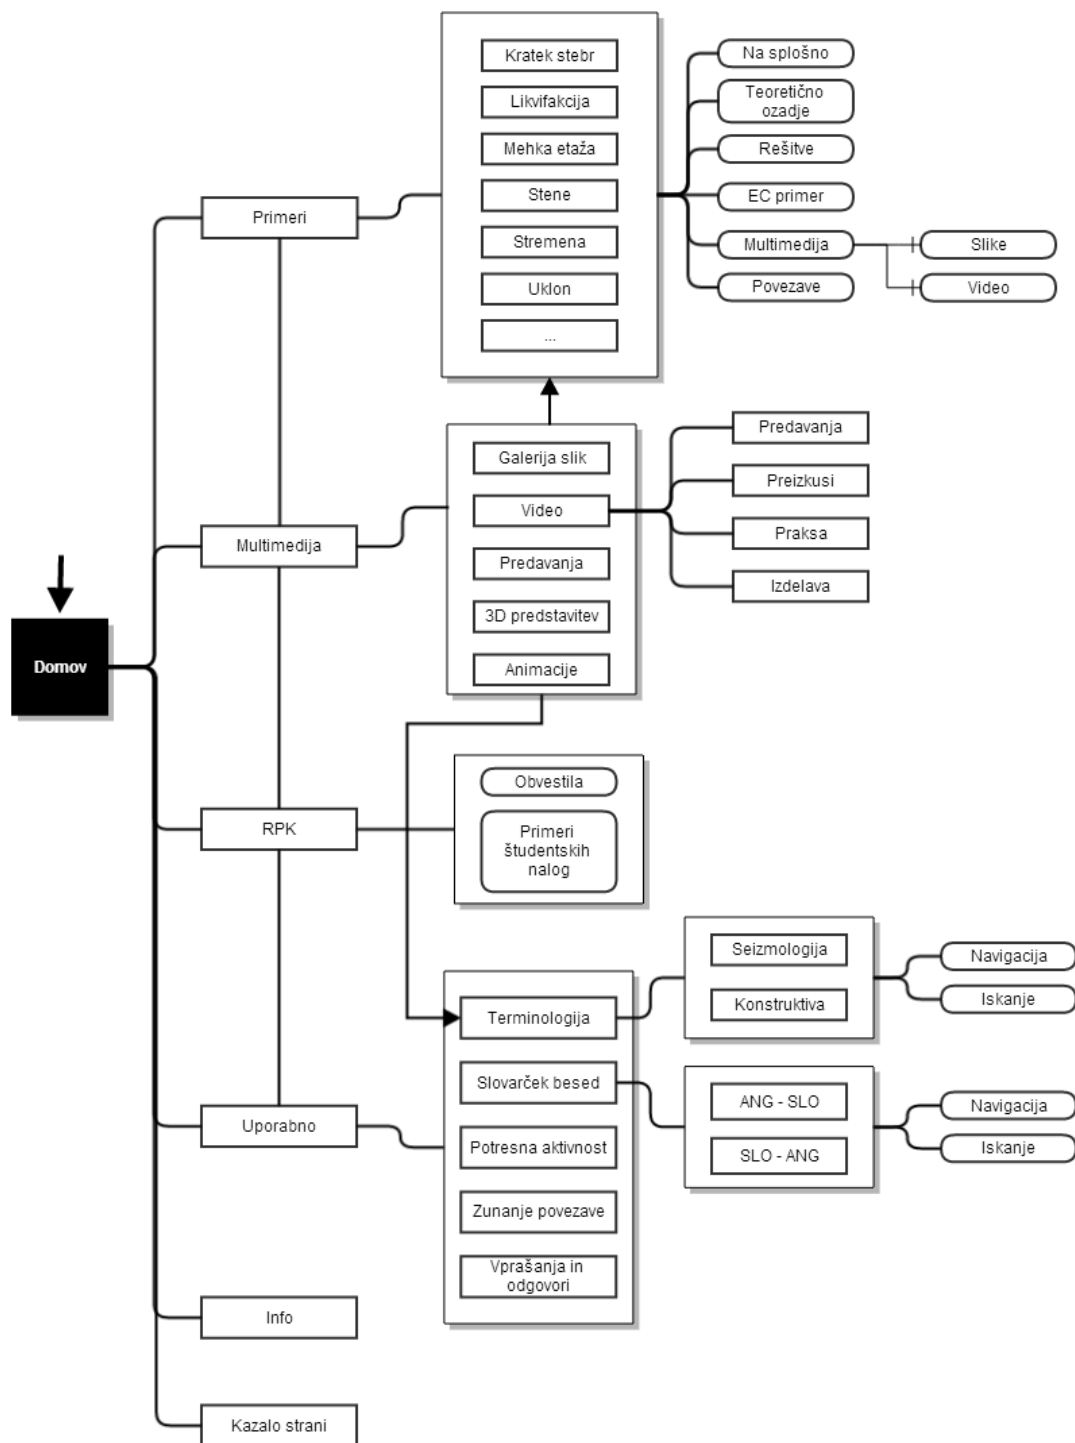 Kratek stebr
Likvifakcija
Mehka etaža
Stene
Stremena
Uklon
...
Na splošno
Teoretično
ozadje
Rešitve
EC primer
Multimedija
Povezave
Slike
Video
Primeri
Galerija slik
Video
Predavanja
3D predstavitev
Animacije
Predavanja
Preizkusi
Praksa
Izdelava
Multimedija
Domov
Obvestila
Primeri
študentskih
nalog
RPK
Seizmologija
Konstruktiva
Navigacija
Iskanje
Terminologija
Slovarček besed
Potresna aktivnost
Zunanje povezave
Vprašanja in
odgovori
ANG - SLO
SLO - ANG
Navigacija
Iskanje
Uporabno
Info
Kazalo strani